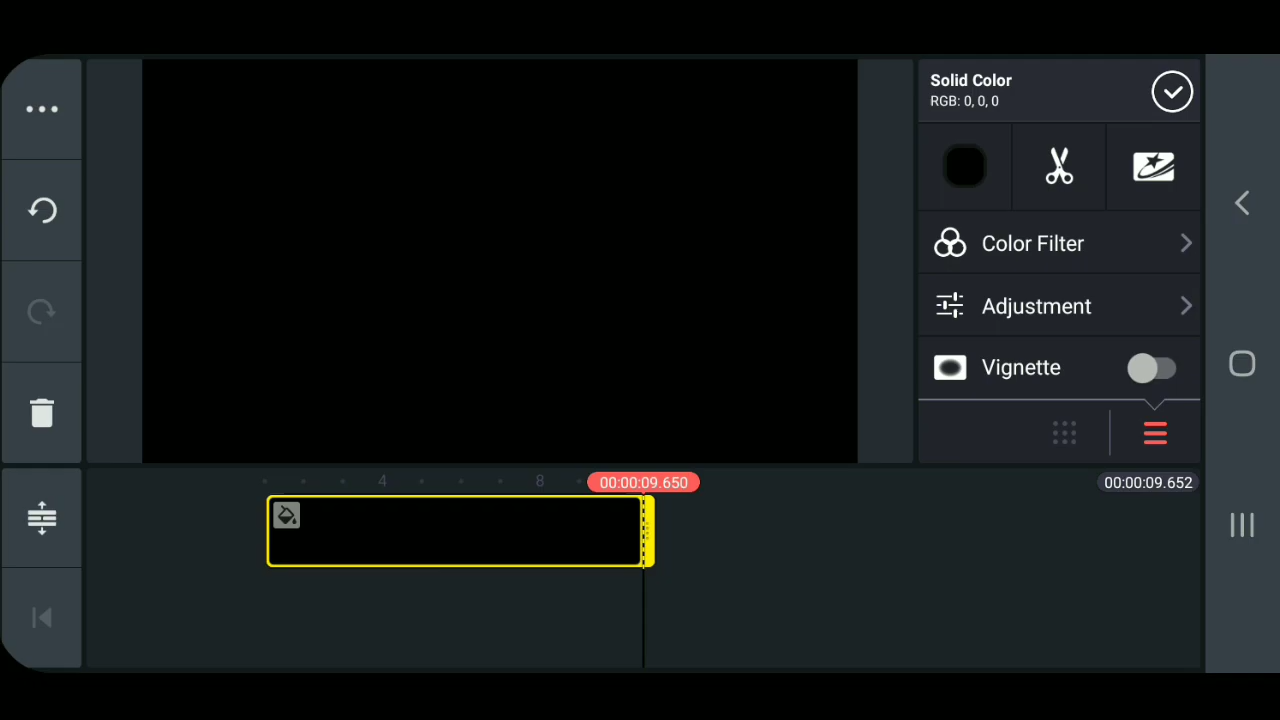 Solid Color
RGB: 0, 0, 0
Color Filter
Adjustment
Vignette
4
8
00:00:09.650
00:00:09.652